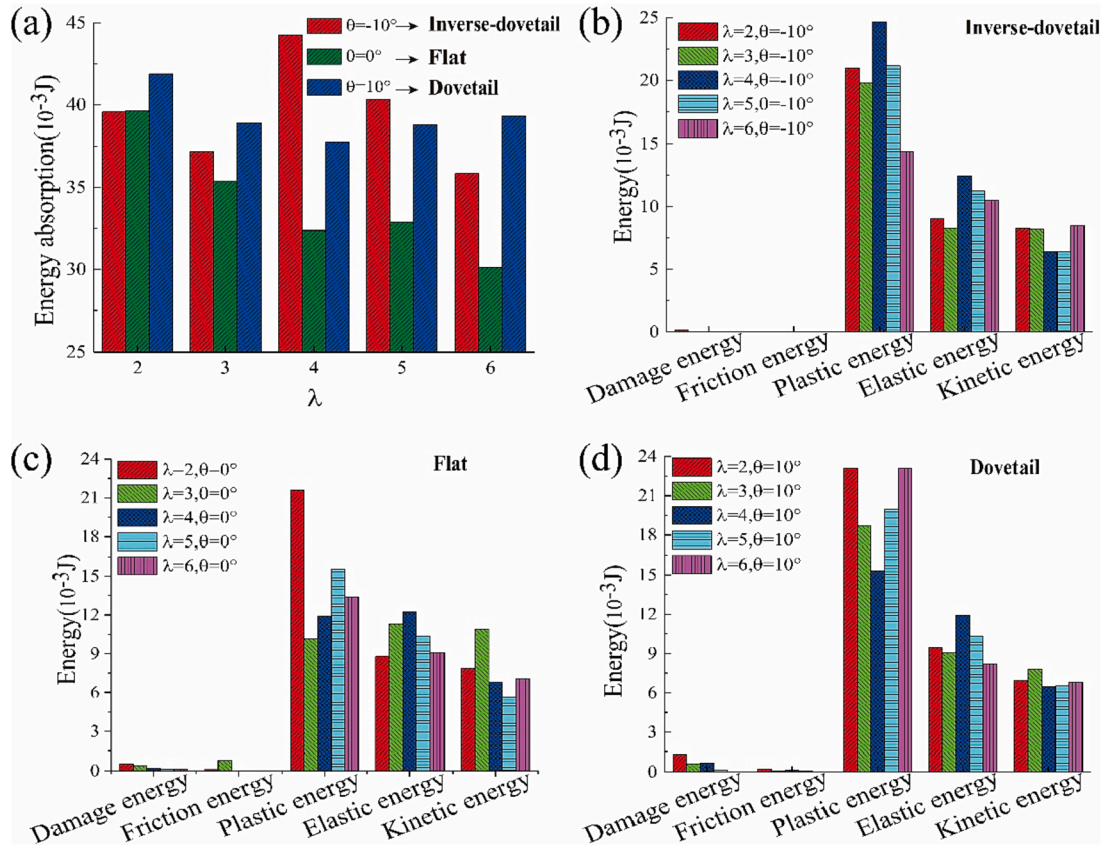 (a)
θ=-10° → Inverse-dovetail
0=0° → Flat
θ=10° → Dovetail
Energy absorption(10⁻³J)
45
40
35
30
25
2 3 4 5 6
λ
(b)
Inverse-dovetail
λ=2,θ=-10°
λ=3,θ=-10°
λ=4,θ=-10°
λ=5,0=-10°
λ=6,θ=-10°
Energy(10⁻³J)
25
20
15
10
5
0
Damage energy
Friction energy
Plastic energy
Elastic energy
Kinetic energy
(c)
Flat
λ−2,θ−0°
λ=3,0=0°
λ=4,θ=0°
λ=5,θ=0°
λ=6,θ=0°
Energy(10⁻³J)
24
21
18
15
12
9
6
3
0
Damage energy
Friction energy
Plastic energy
Elastic energy
Kinetic energy
(d)
Dovetail
λ=2,θ=10°
λ=3,θ=10°
λ=4,θ=10°
λ=5,θ=10°
λ=6,θ=10°
Energy(10⁻³J)
24
21
18
15
12
9
6
3
0
Damage energy
Friction energy
Plastic energy
Elastic energy
Kinetic energy